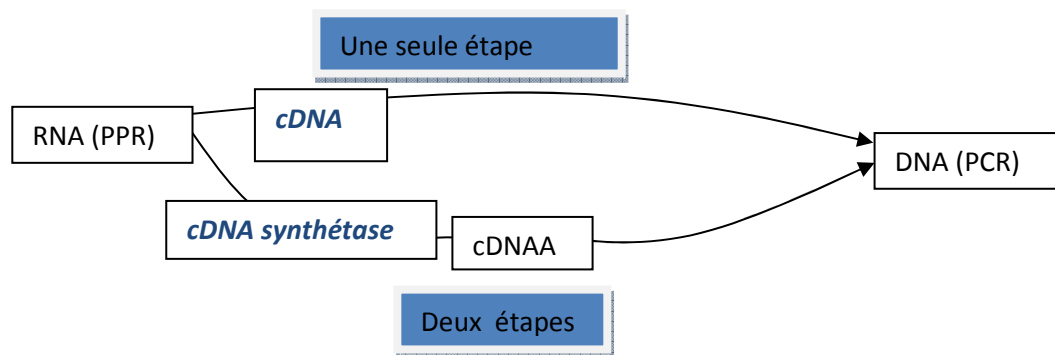 Une seule étape
RNA (PPR)
cDNA
DNA (PCR)
cDNA synthétase
cDNAA
Deux étapes